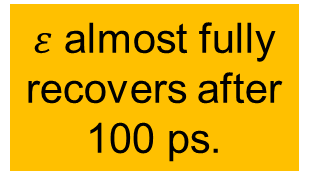 ε almost fully
recovers after
100 ps.